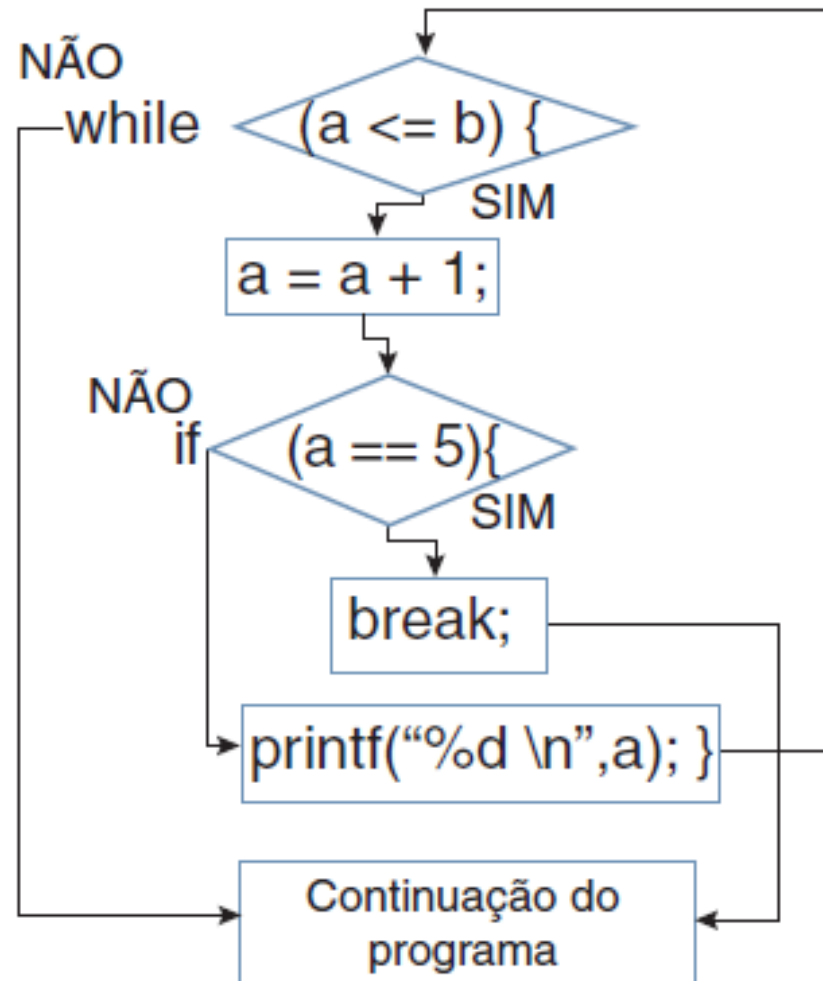 NÃO
while (a <= b) {
SIM
a = a + 1;
NÃO
if (a == 5){
SIM
break;
printf(“%d \n”,a); }
Continuação do
programa